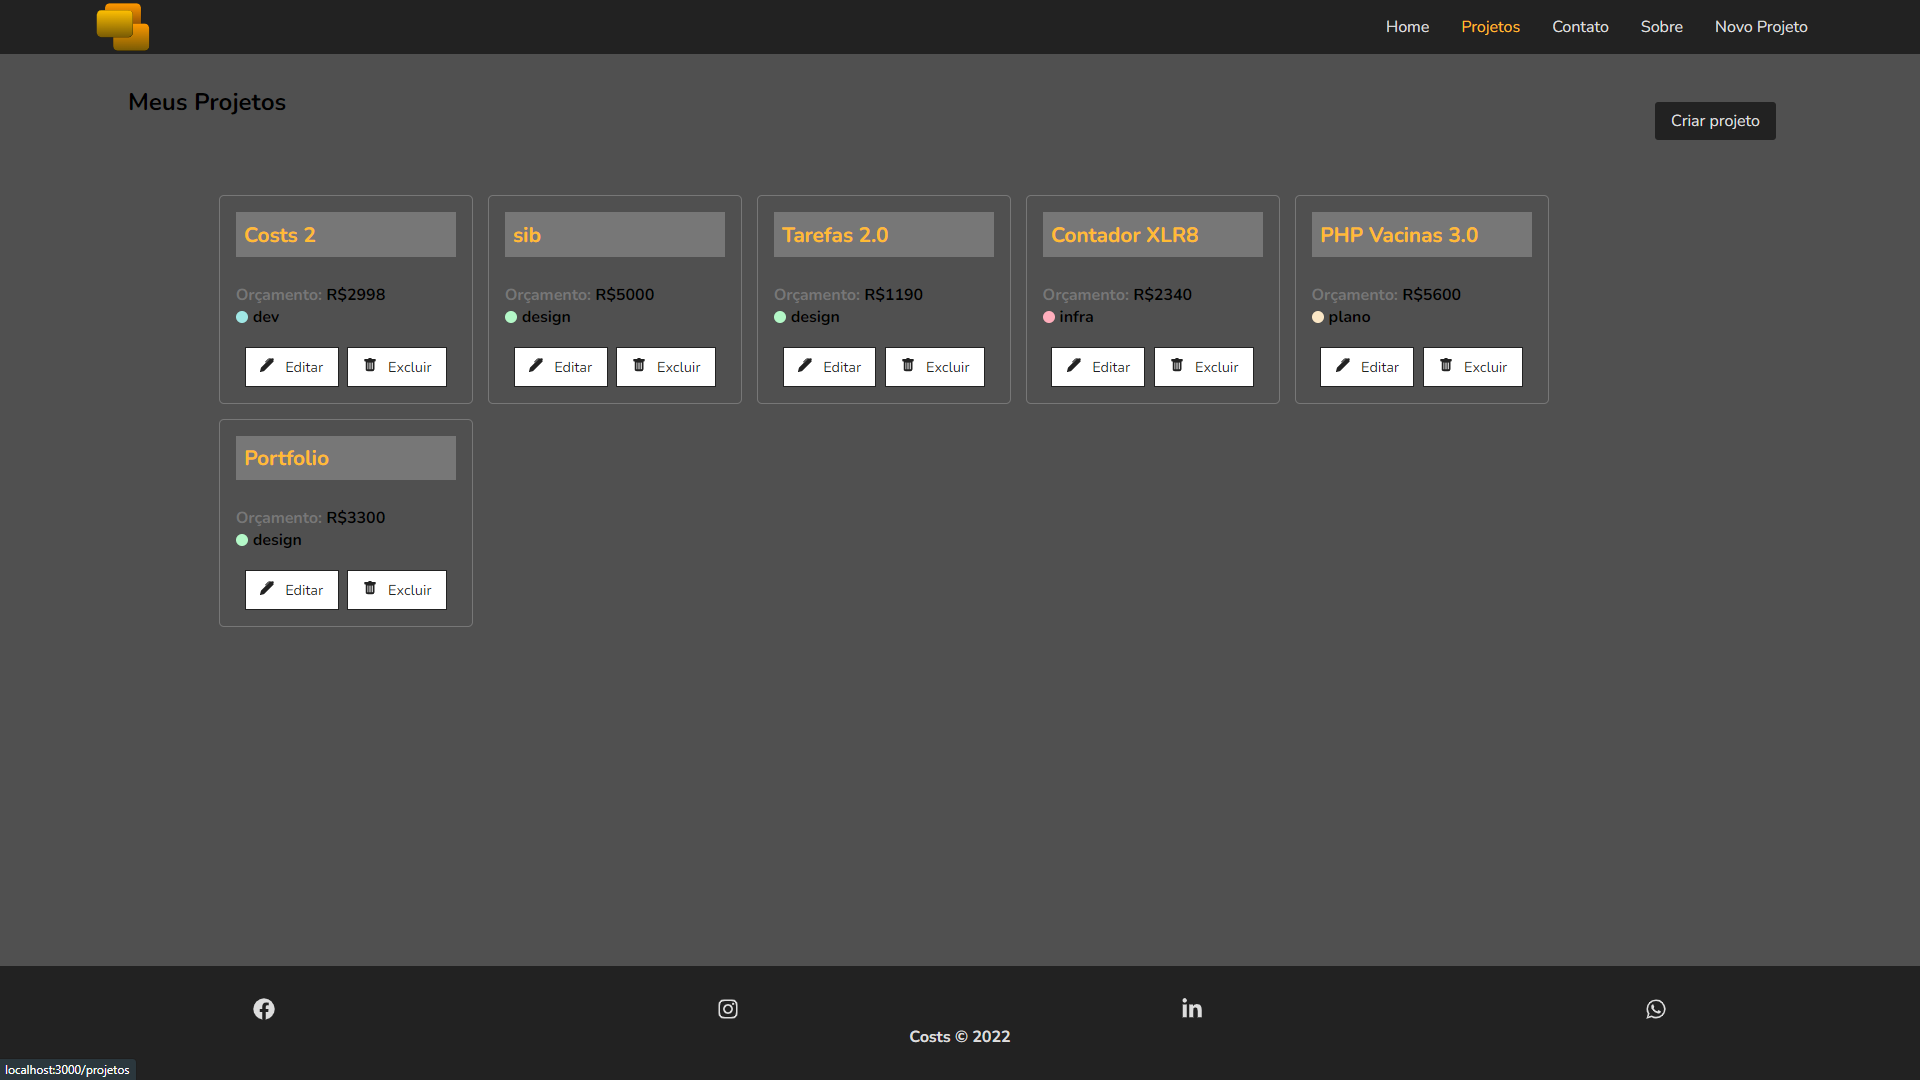 Home Projetos Contato Sobre Novo Projeto
Meus Projetos
Criar projeto
Costs 2
Orçamento: R$2998
dev
Editar Excluir
sib
Orçamento: R$5000
design
Editar Excluir
Tarefas 2.0
Orçamento: R$1190
design
Editar Excluir
Contador XLR8
Orçamento: R$2340
infra
Editar Excluir
PHP Vacinas 3.0
Orçamento: R$5600
plano
Editar Excluir
Portfolio
Orçamento: R$3300
design
Editar Excluir
Costs © 2022
localhost:3000/projetos